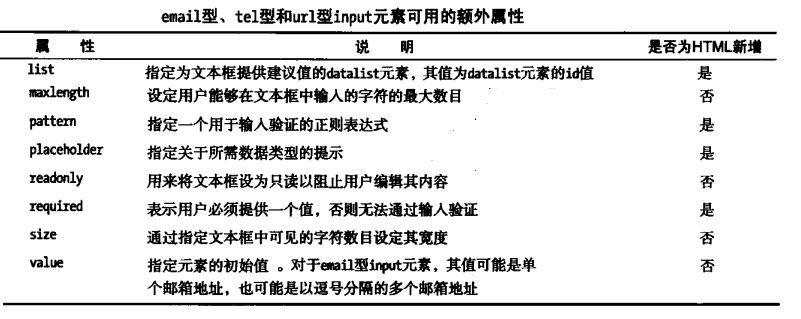 email型、tel型和url型input元素可用的额外属性
属 性 说 明 是否为HTML新增
list 指定为文本框提供建议值的datalist元素，其值为datalist元素的id值 是
maxlength 设定用户能够在文本框中输入的字符的最大数目 否
pattern 指定一个用于输入验证的正则表达式 是
placeholder 指定关于所需数据类型的提示 是
readonly 用来将文本框设为只读以阻止用户编辑其内容 否
required 表示用户必须提供一个值，否则无法通过输入验证 是
size 通过指定文本框中可见的字符数目设定其宽度 否
value 指定元素的初始值 。对于email型input元素，其值可能是单 否
个邮箱地址，也可能是以逗号分隔的多个邮箱地址